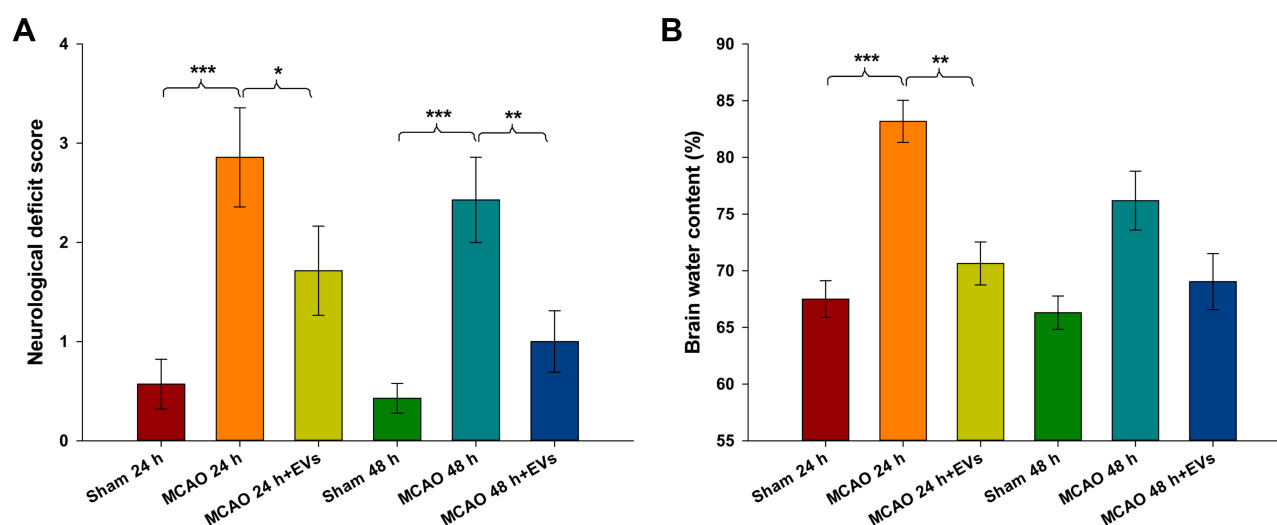 A
Neurological deficit score
4
3
2
1
0
***
*
***
**
Sham 24 h
MCAO 24 h
MCAO 24 h+EVs
Sham 48 h
MCAO 48 h
MCAO 48 h+EVs
B
Brain water content (%)
90
85
80
75
70
65
60
55
***
**
Sham 24 h
MCAO 24 h
MCAO 24 h+EVs
Sham 48 h
MCAO 48 h
MCAO 48 h+EVs